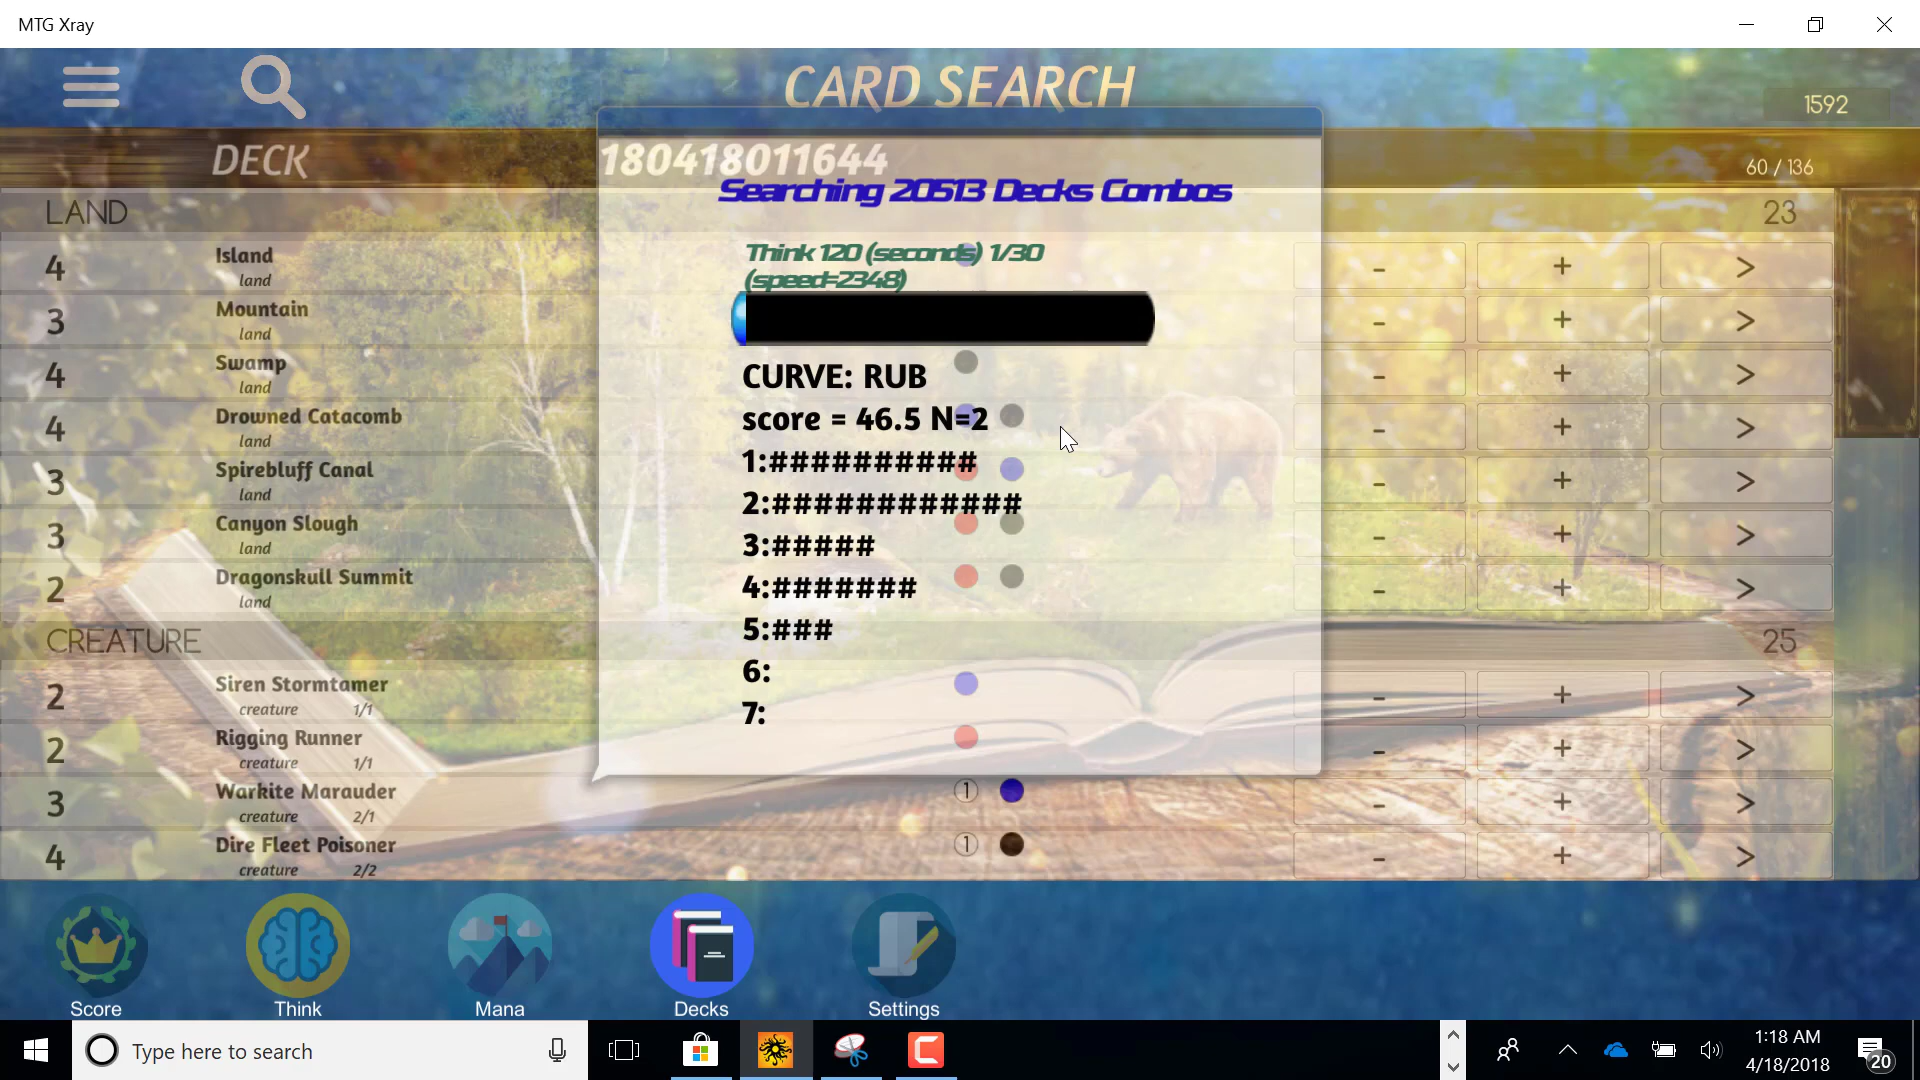 MTG Xray
CARD SEARCH
1592
DECK
180418011644
60 / 136
Searching 20513 Decks Combos
LAND
23
Think 120 (seconds) 1/30
(speed=2348)
4 Island - + >
land
3 Mountain - + >
land
4 Swamp - + >
land
4 Drowned Catacomb - + >
land
3 Spirebluff Canal - + >
land
3 Canyon Slough - + >
land
2 Dragonskull Summit - + >
land
CURVE: RUB
score = 46.5 N=2
1:##########
2:############
3:#####
4:#######
5:###
6:
7:
CREATURE
25
2 Siren Stormtamer - + >
creature 1/1
2 Rigging Runner - + >
creature 1/1
3 Warkite Marauder 1 - + >
creature 2/1
4 Dire Fleet Poisoner 1 - + >
creature 2/2
Score Think Mana Decks Settings
Type here to search
1:18 AM
4/18/2018
20